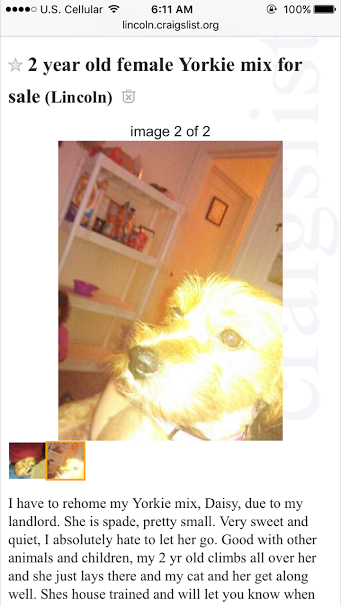 U.S. Cellular 6:11 AM 100%
lincoln.craigslist.org
2 year old female Yorkie mix for
sale (Lincoln)
image 2 of 2
craigslist
I have to rehome my Yorkie mix, Daisy, due to my
landlord. She is spade, pretty small. Very sweet and
quiet, I absolutely hate to let her go. Good with other
animals and children, my 2 yr old climbs all over her
and she just lays there and my cat and her get along
well. Shes house trained and will let you know when